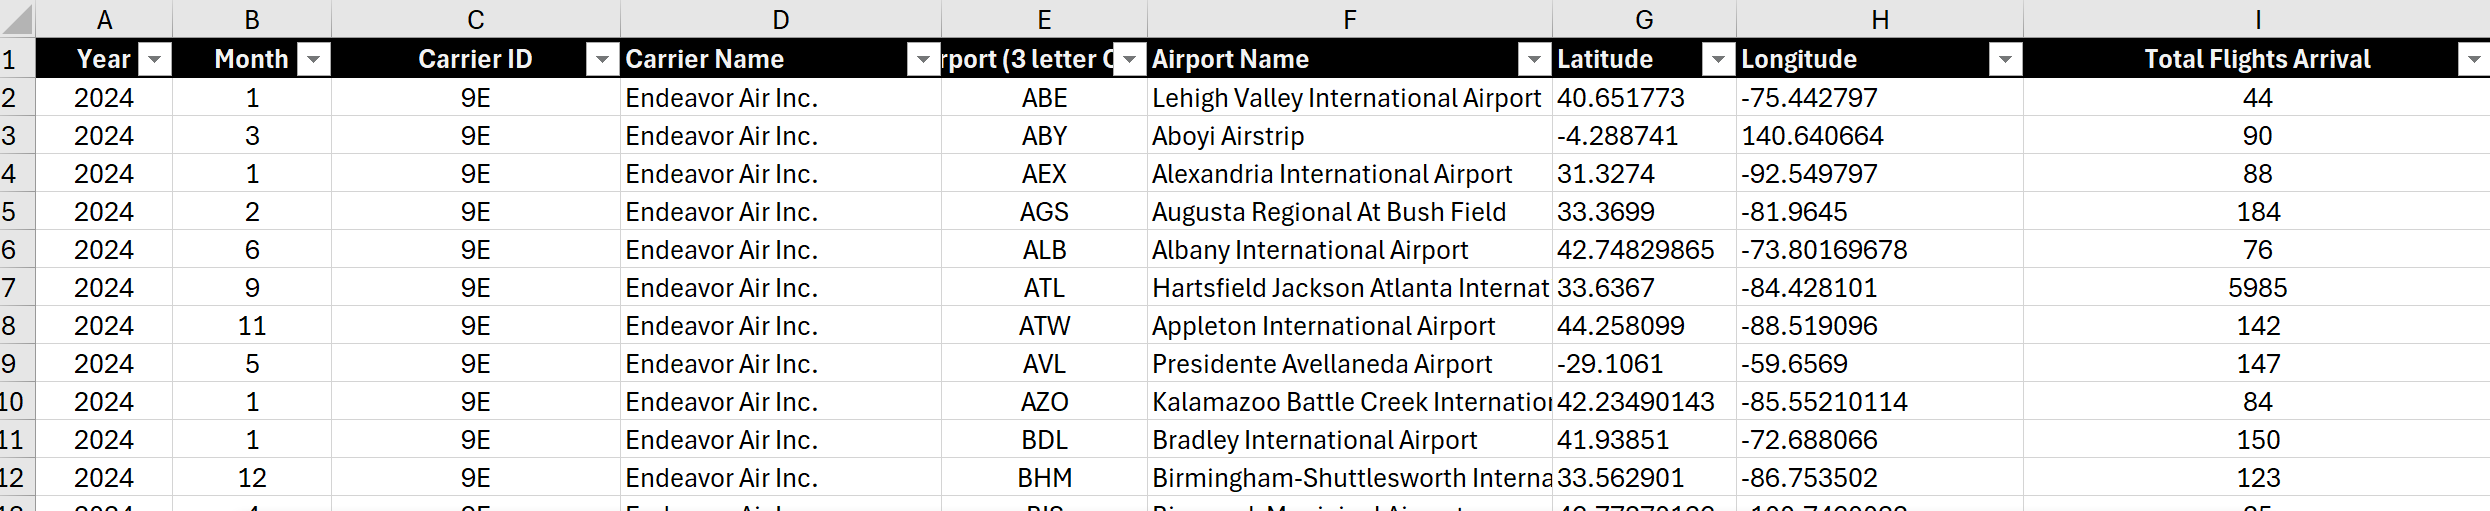 A B C D E F G H I
1 Year Month Carrier ID Carrier Name rport (3 letter Airport Name Latitude Longitude Total Flights Arrival
2 2024 1 9E Endeavor Air Inc. ABE Lehigh Valley International Airport 40.651773 -75.442797 44
3 2024 3 9E Endeavor Air Inc. ABY Aboyi Airstrip -4.288741 140.640664 90
4 2024 1 9E Endeavor Air Inc. AEX Alexandria International Airport 31.3274 -92.549797 88
5 2024 2 9E Endeavor Air Inc. AGS Augusta Regional At Bush Field 33.3699 -81.9645 184
6 2024 6 9E Endeavor Air Inc. ALB Albany International Airport 42.74829865 -73.80169678 76
7 2024 9 9E Endeavor Air Inc. ATL Hartsfield Jackson Atlanta Internat 33.6367 -84.428101 5985
8 2024 11 9E Endeavor Air Inc. ATW Appleton International Airport 44.258099 -88.519096 142
9 2024 5 9E Endeavor Air Inc. AVL Presidente Avellaneda Airport -29.1061 -59.6569 147
10 2024 1 9E Endeavor Air Inc. AZO Kalamazoo Battle Creek Internation 42.23490143 -85.55210114 84
11 2024 1 9E Endeavor Air Inc. BDL Bradley International Airport 41.93851 -72.688066 150
12 2024 12 9E Endeavor Air Inc. BHM Birmingham-Shuttlesworth Interna 33.562901 -86.753502 123